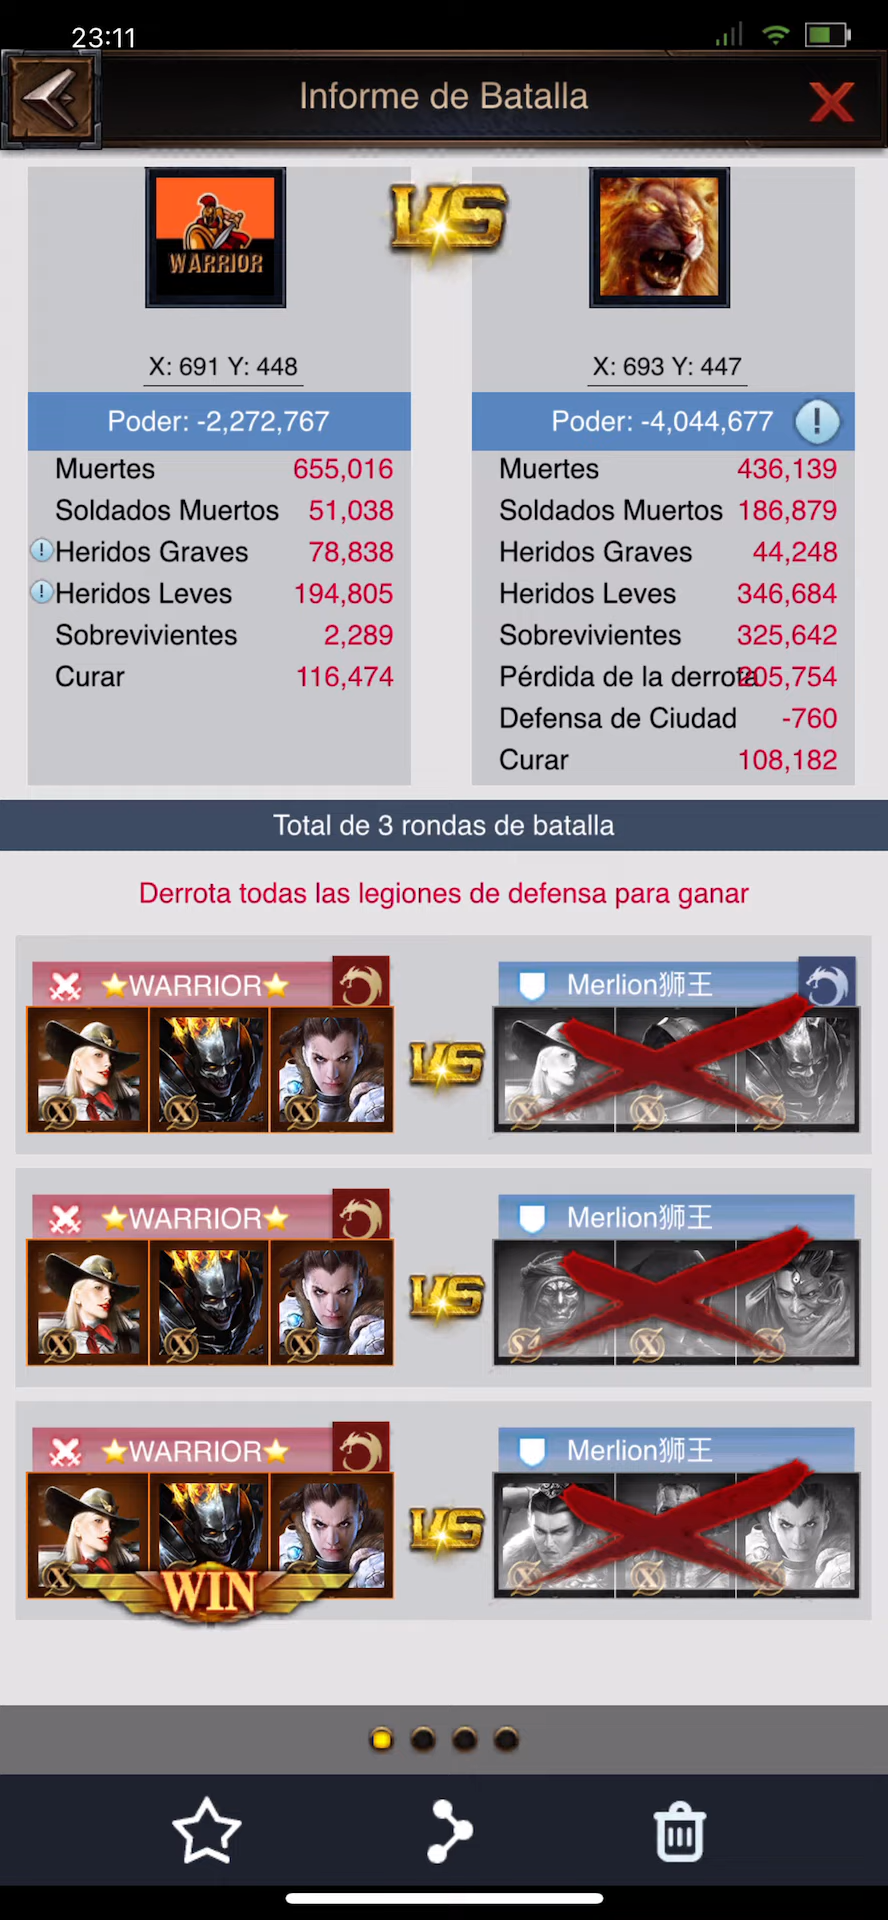 23:11
Informe de Batalla
WARRIOR
VS
X: 691 Y: 448
X: 693 Y: 447
Poder: -2,272,767
Poder: -4,044,677
Muertes 655,016
Soldados Muertos 51,038
Heridos Graves 78,838
Heridos Leves 194,805
Sobrevivientes 2,289
Curar 116,474
Muertes 436,139
Soldados Muertos 186,879
Heridos Graves 44,248
Heridos Leves 346,684
Sobrevivientes 325,642
Pérdida de la derrota 205,754
Defensa de Ciudad -760
Curar 108,182
Total de 3 rondas de batalla
Derrota todas las legiones de defensa para ganar
⭐WARRIOR⭐
Merlion狮王
X X X
VS
X X X
⭐WARRIOR⭐
Merlion狮王
X X X
VS
S X X
⭐WARRIOR⭐
Merlion狮王
X
VS
X X X
WIN